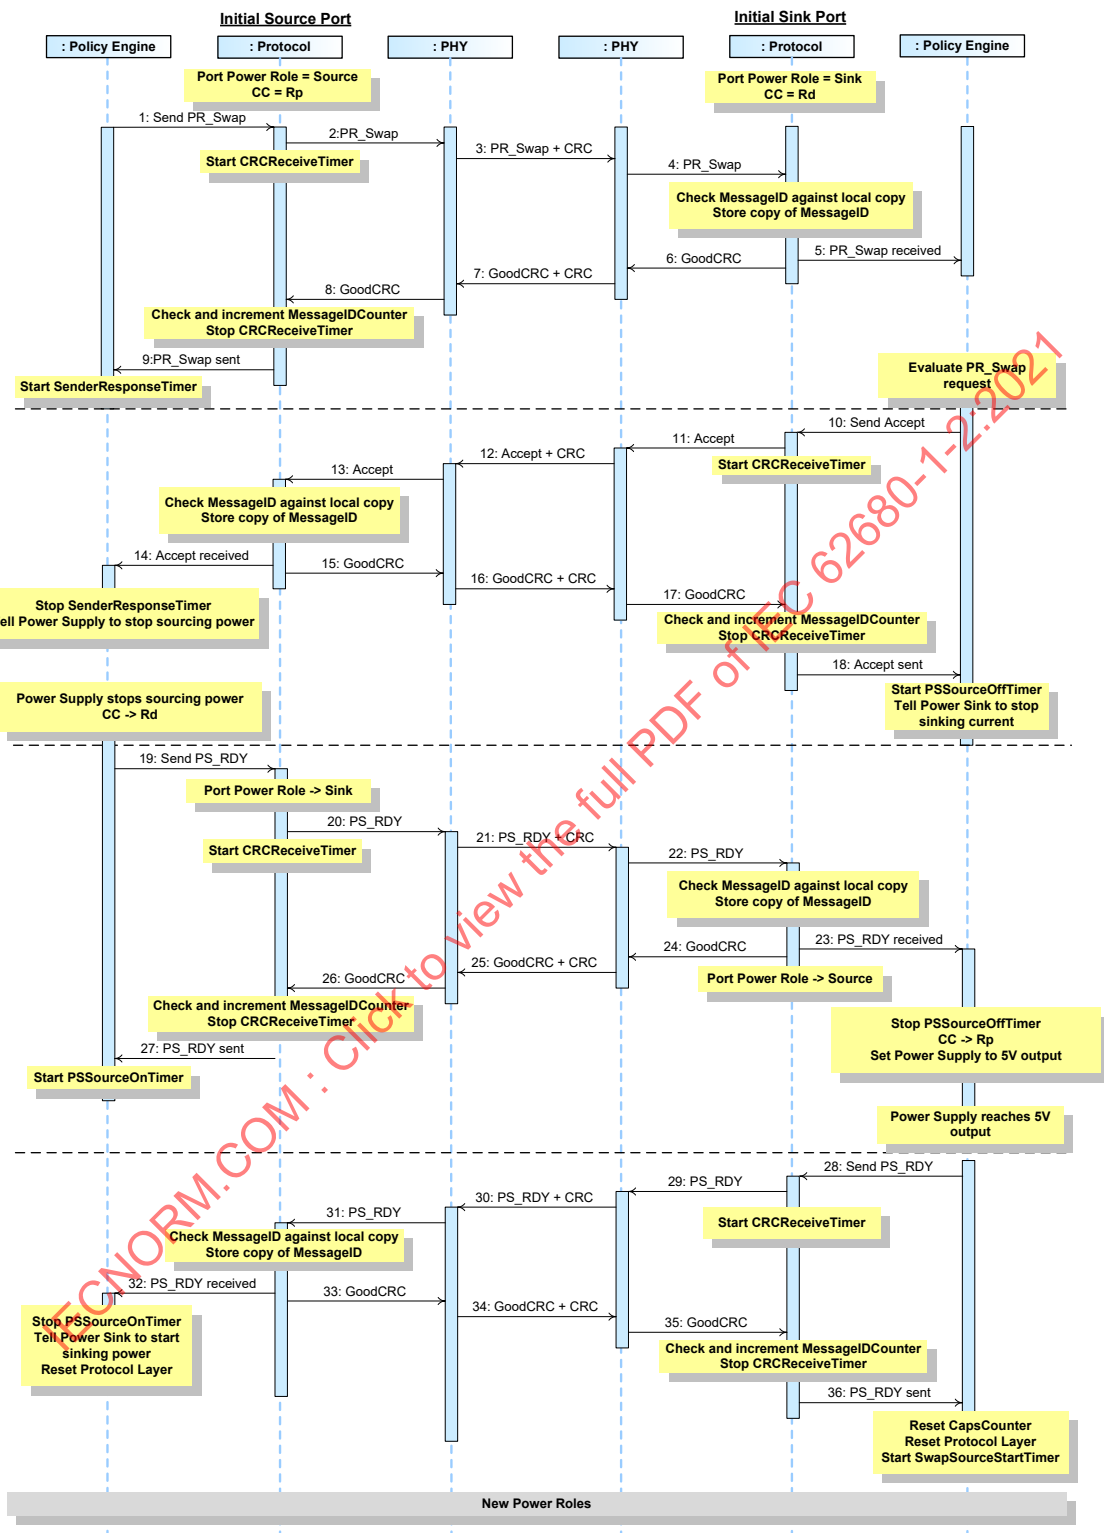 Initial Source Port
Initial Sink Port
: Policy Engine
: Protocol
: PHY
: PHY
: Protocol
: Policy Engine
Port Power Role = Source
CC = Rp
Port Power Role = Sink
CC = Rd
1: Send PR_Swap
2:PR_Swap
Start CRCReceiveTimer
3: PR_Swap + CRC
4: PR_Swap
Check MessageID against local copy
Store copy of MessageID
5: PR_Swap received
6: GoodCRC
7: GoodCRC + CRC
8: GoodCRC
Check and increment MessageIDCounter
Stop CRCReceiveTimer
9:PR_Swap sent
Start SenderResponseTimer
Evaluate PR_Swap
request
10: Send Accept
11: Accept
Start CRCReceiveTimer
12: Accept + CRC
13: Accept
Check MessageID against local copy
Store copy of MessageID
14: Accept received
15: GoodCRC
16: GoodCRC + CRC
17: GoodCRC
Stop SenderResponseTimer
ell Power Supply to stop sourcing power
Check and increment MessageIDCounter
Stop CRCReceiveTimer
18: Accept sent
Power Supply stops sourcing power
CC -> Rd
Start PSSourceOffTimer
Tell Power Sink to stop
sinking current
19: Send PS_RDY
Port Power Role -> Sink
20: PS_RDY
Start CRCReceiveTimer
21: PS_RDY + CRC
22: PS_RDY
Check MessageID against local copy
Store copy of MessageID
23: PS_RDY received
24: GoodCRC
Port Power Role -> Source
25: GoodCRC + CRC
26: GoodCRC
Check and increment MessageIDCounter
Stop CRCReceiveTimer
Stop PSSourceOffTimer
CC -> Rp
Set Power Supply to 5V output
27: PS_RDY sent
Start PSSourceOnTimer
Power Supply reaches 5V
output
28: Send PS_RDY
29: PS_RDY
Start CRCReceiveTimer
30: PS_RDY + CRC
31: PS_RDY
Check MessageID against local copy
Store copy of MessageID
32: PS_RDY received
33: GoodCRC
34: GoodCRC + CRC
35: GoodCRC
Stop PSSourceOnTimer
Tell Power Sink to start
sinking power
Reset Protocol Layer
Check and increment MessageIDCounter
Stop CRCReceiveTimer
36: PS_RDY sent
Reset CapsCounter
Reset Protocol Layer
Start SwapSourceStartTimer
New Power Roles
IECNORM.COM : Click to view the full PDF of IEC 62680-1-2:2021